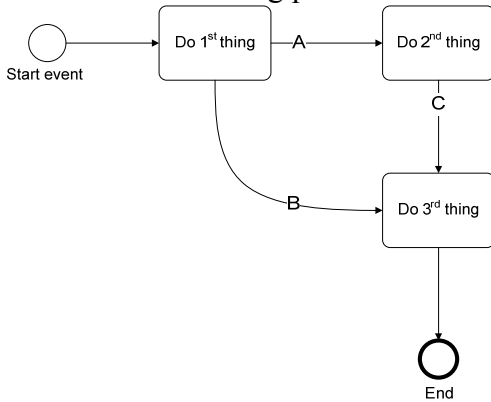 Do 1st thing
A
Do 2nd thing
Start event
C
B
Do 3rd thing
End